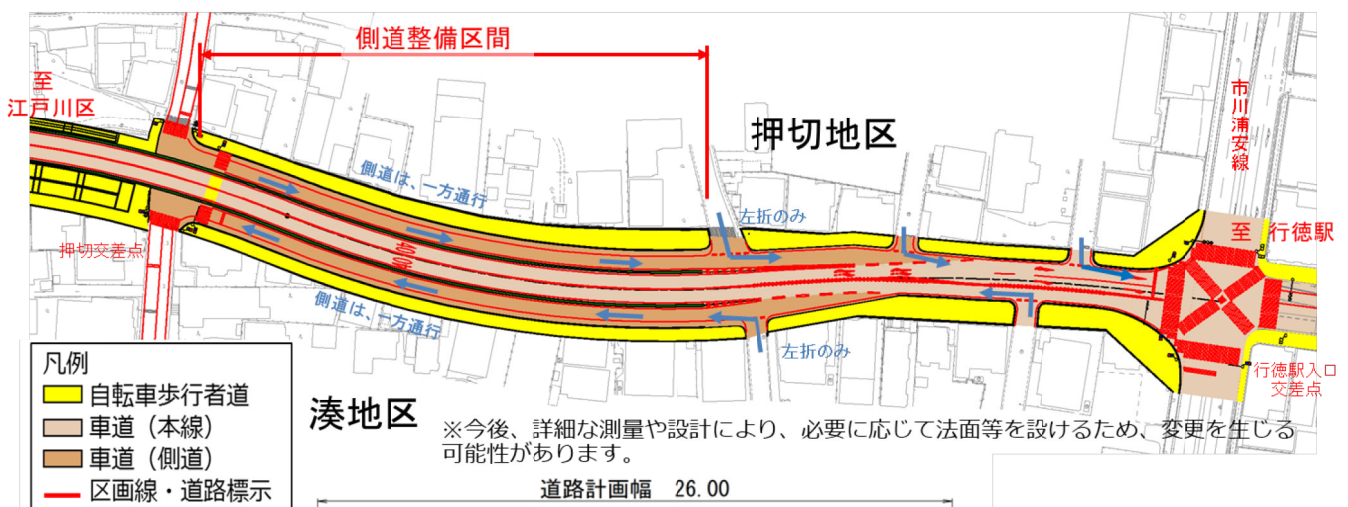 側道整備区間
至
江戸川区
押切地区
市川浦安線
側道は、一方通行
左折のみ
至 行徳駅
押切交差点
40
40
側道は、一方通行
左折のみ
行徳駅入口
交差点
凡例
自転車歩行者道
車道（本線）
車道（側道）
区画線・道路標示
湊地区
※今後、詳細な測量や設計により、必要に応じて法面等を設けるため、変更を生じる
可能性があります。
道路計画幅 26.00